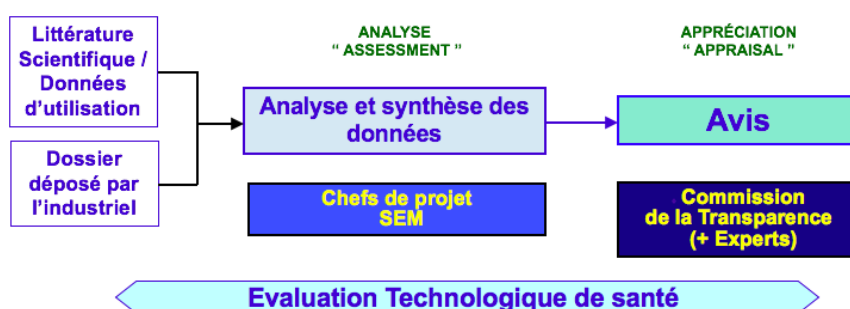 Littérature
Scientifique /
Données
d'utilisation
Dossier
déposé par
l'industriel
ANALYSE
“ ASSESSMENT ”
Analyse et synthèse des
données
Chefs de projet
SEM
APPRÉCIATION
“ APPRAISAL ”
Avis
Commission
de la Transparence
(+ Experts)
Evaluation Technologique de santé